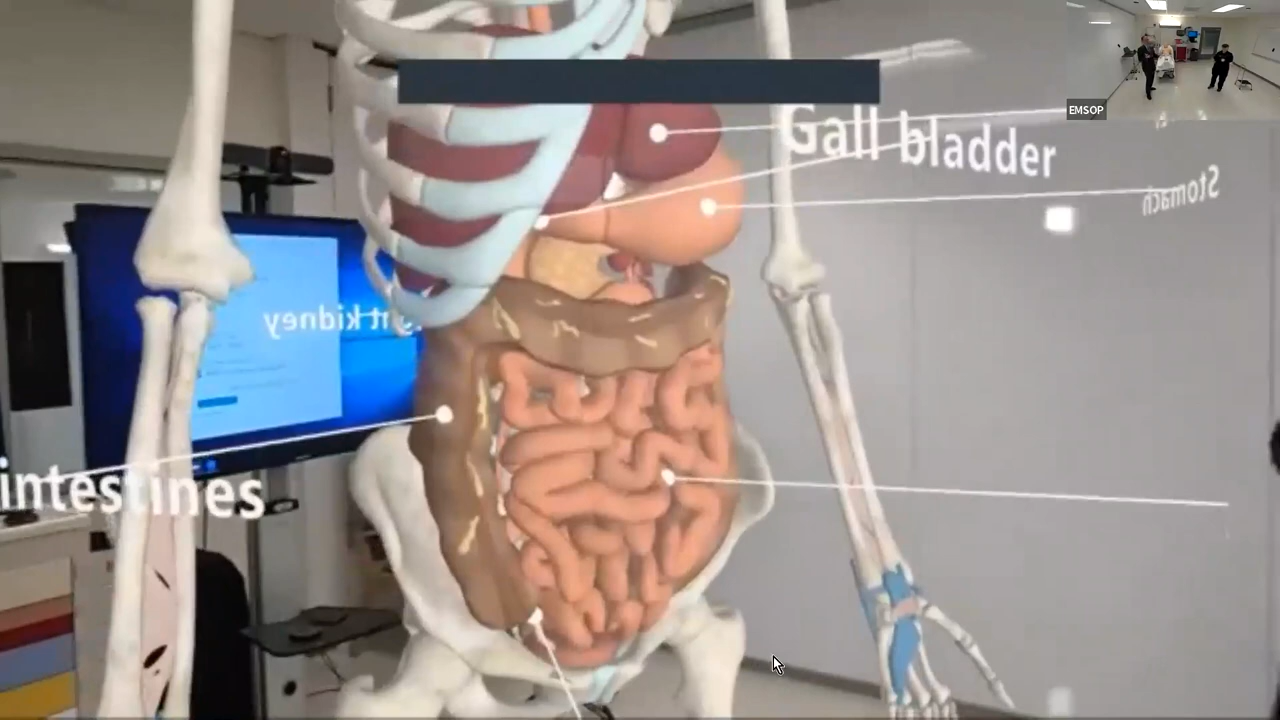 EMSOP
Gall bladder
Stomach
kidney
intestines